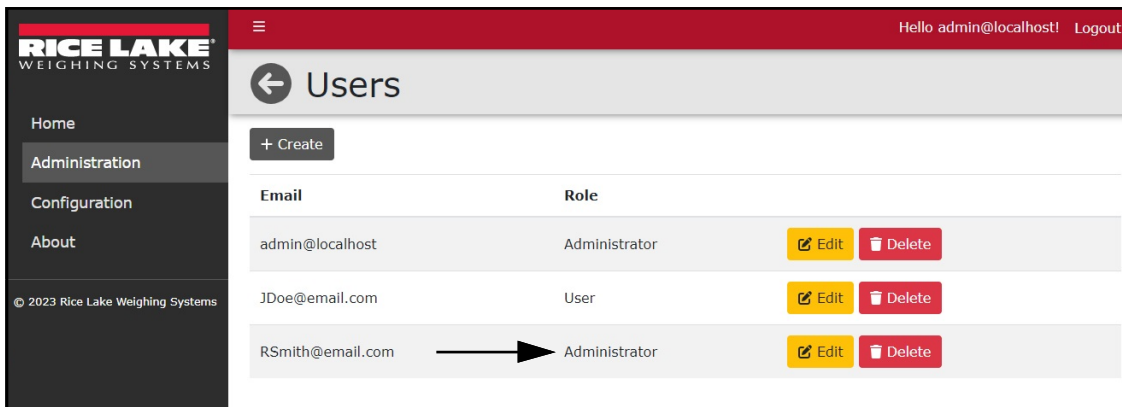 RICE LAKE®
WEIGHING SYSTEMS
Home
Administration
Configuration
About
© 2023 Rice Lake Weighing Systems
Hello admin@localhost! Logout
Users
+ Create
Email Role
admin@localhost Administrator Edit Delete
JDoe@email.com User Edit Delete
RSmith@email.com Administrator Edit Delete